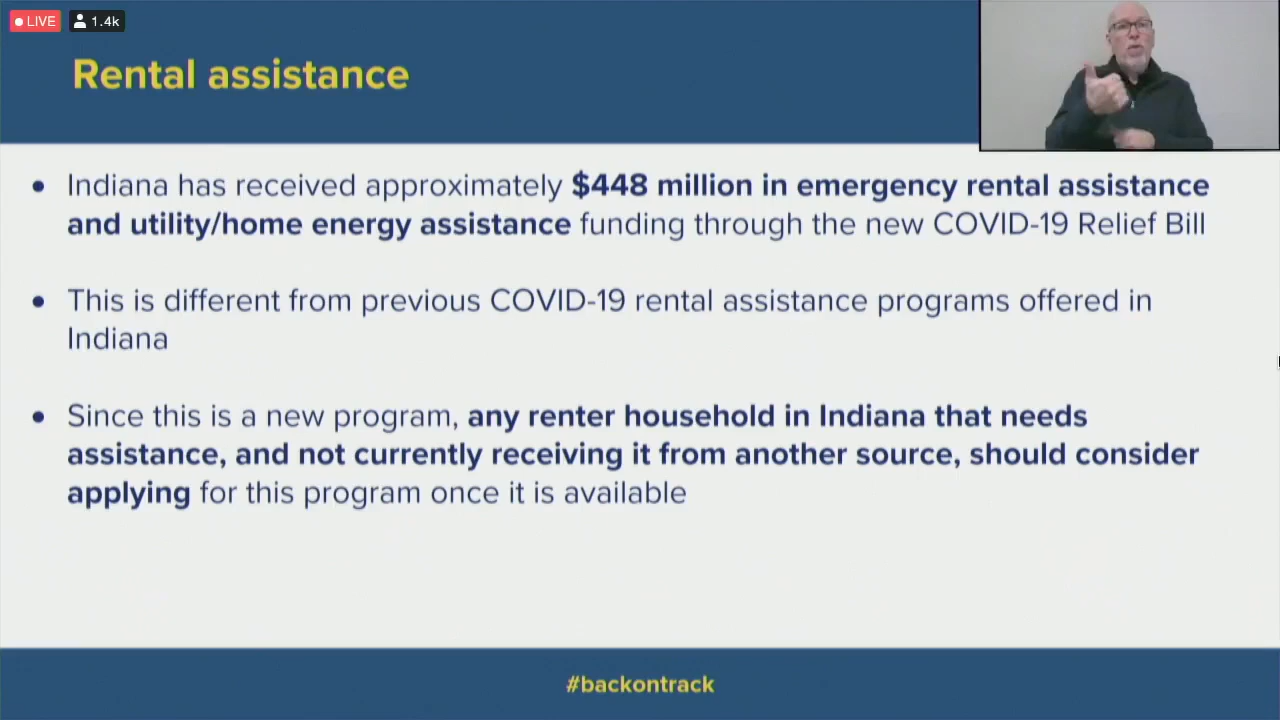 LIVE 1.4k
Rental assistance
• Indiana has received approximately $448 million in emergency rental assistance
and utility/home energy assistance funding through the new COVID-19 Relief Bill
• This is different from previous COVID-19 rental assistance programs offered in
Indiana
• Since this is a new program, any renter household in Indiana that needs
assistance, and not currently receiving it from another source, should consider
applying for this program once it is available
#backontrack